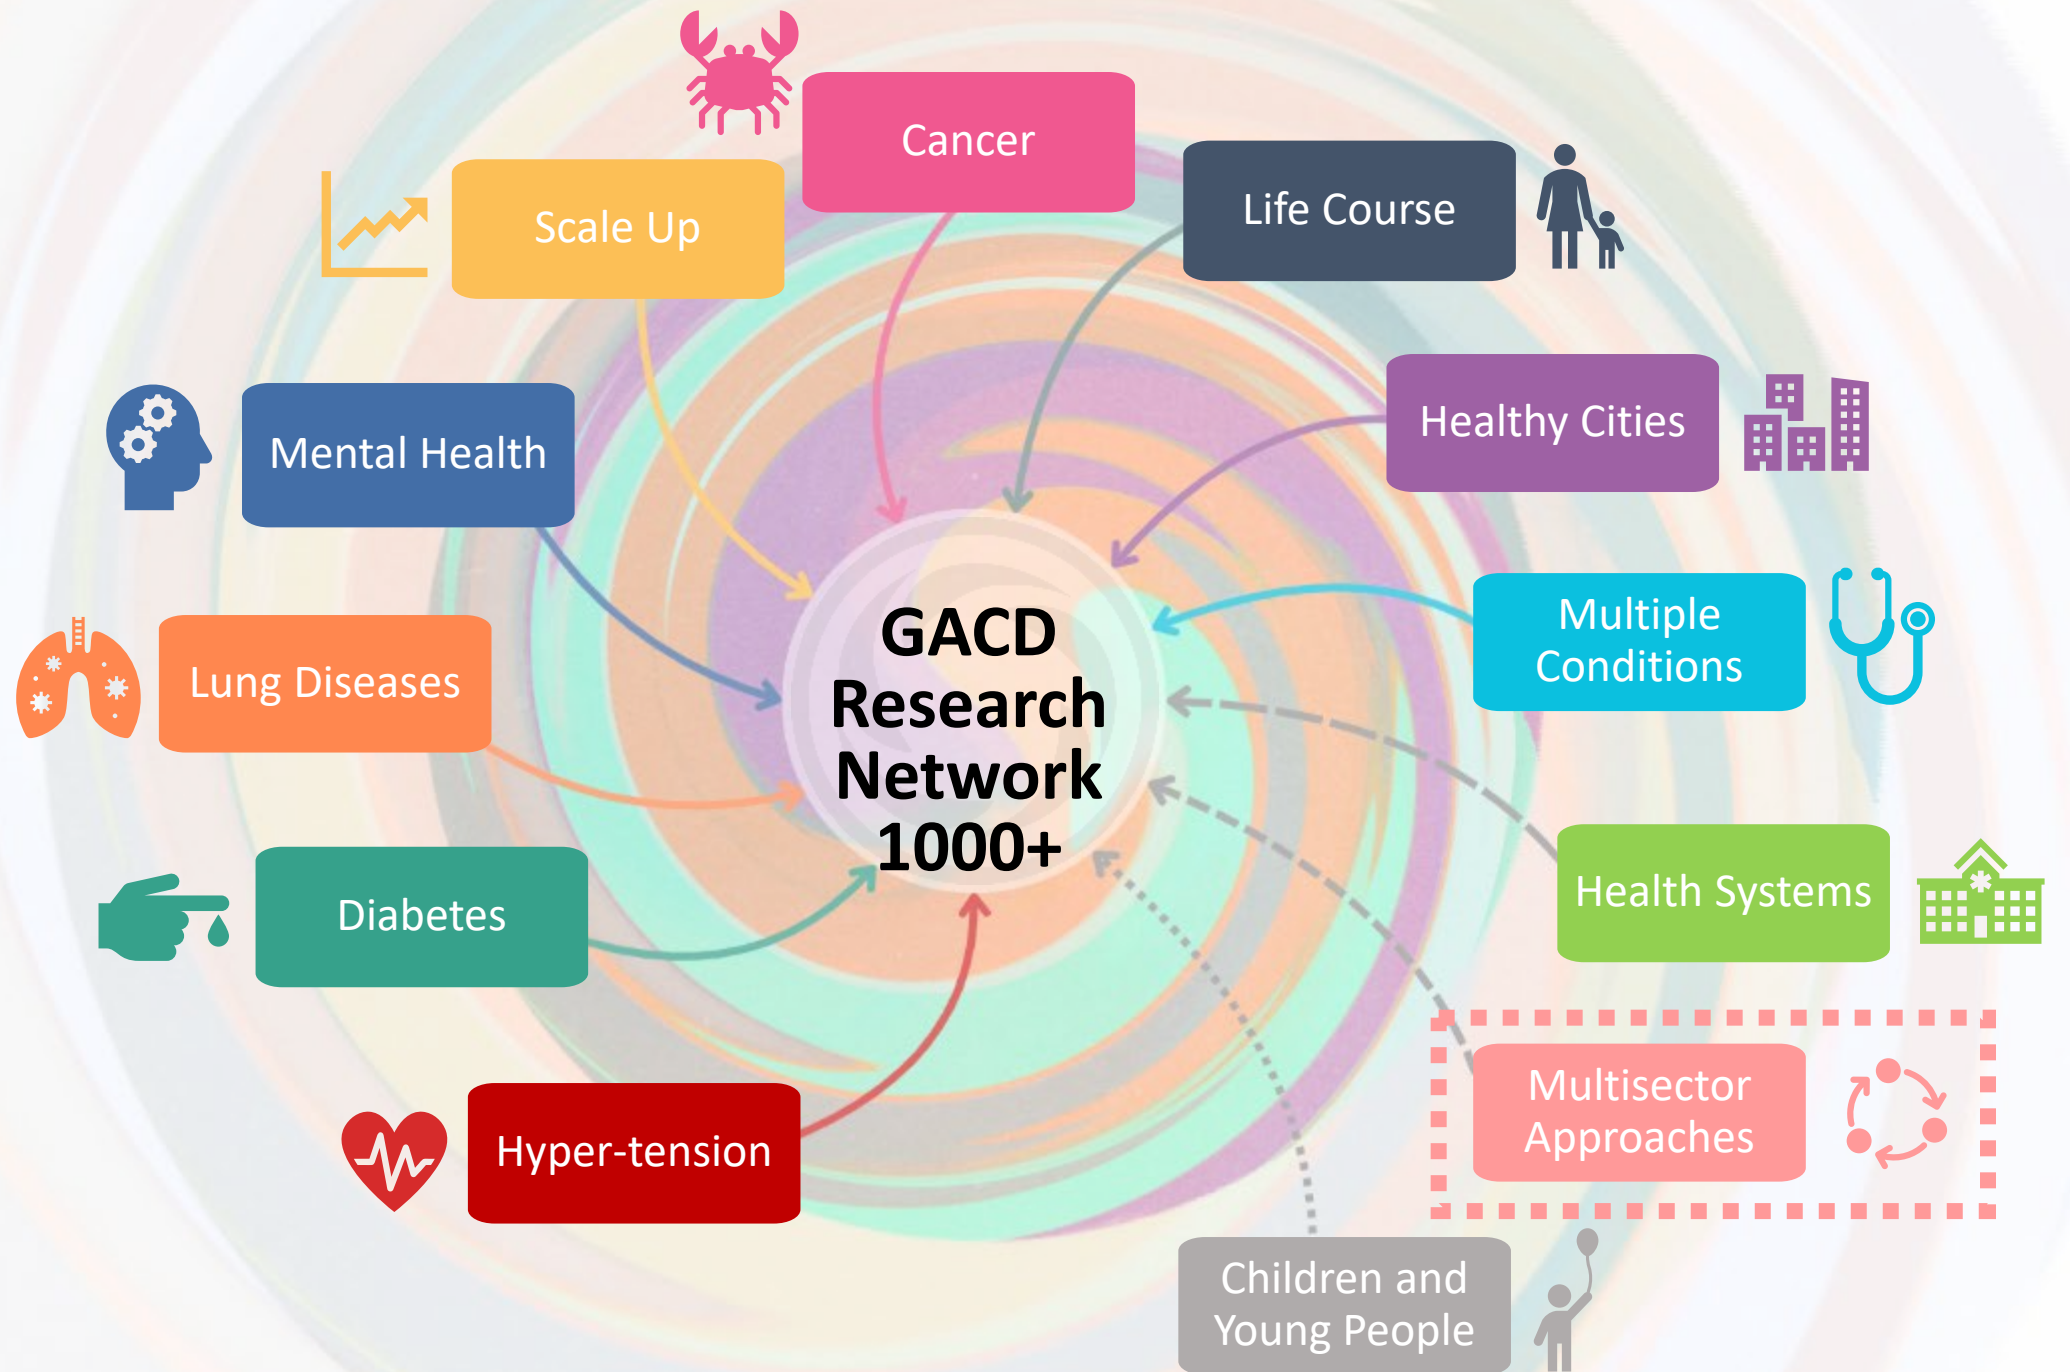 Cancer
Life Course
Scale Up
Healthy Cities
Mental Health
Multiple
Conditions
GACD
Research
Network
1000+
Lung Diseases
Health Systems
Diabetes
Multisector
Approaches
Hyper-tension
Children and
Young People